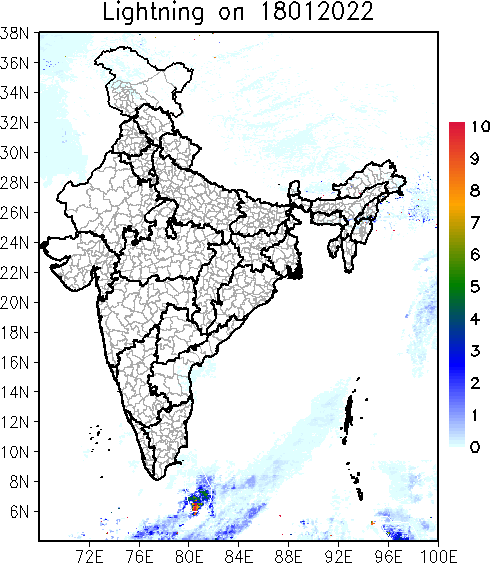 Lightning on 18012022
38N
36N
34N
32N
30N
28N
26N
24N
22N
20N
18N
16N
14N
12N
10N
8N
6N
72E 76E 80E 84E 88E 92E 96E 100E
10
9
8
7
6
5
4
3
2
1
0